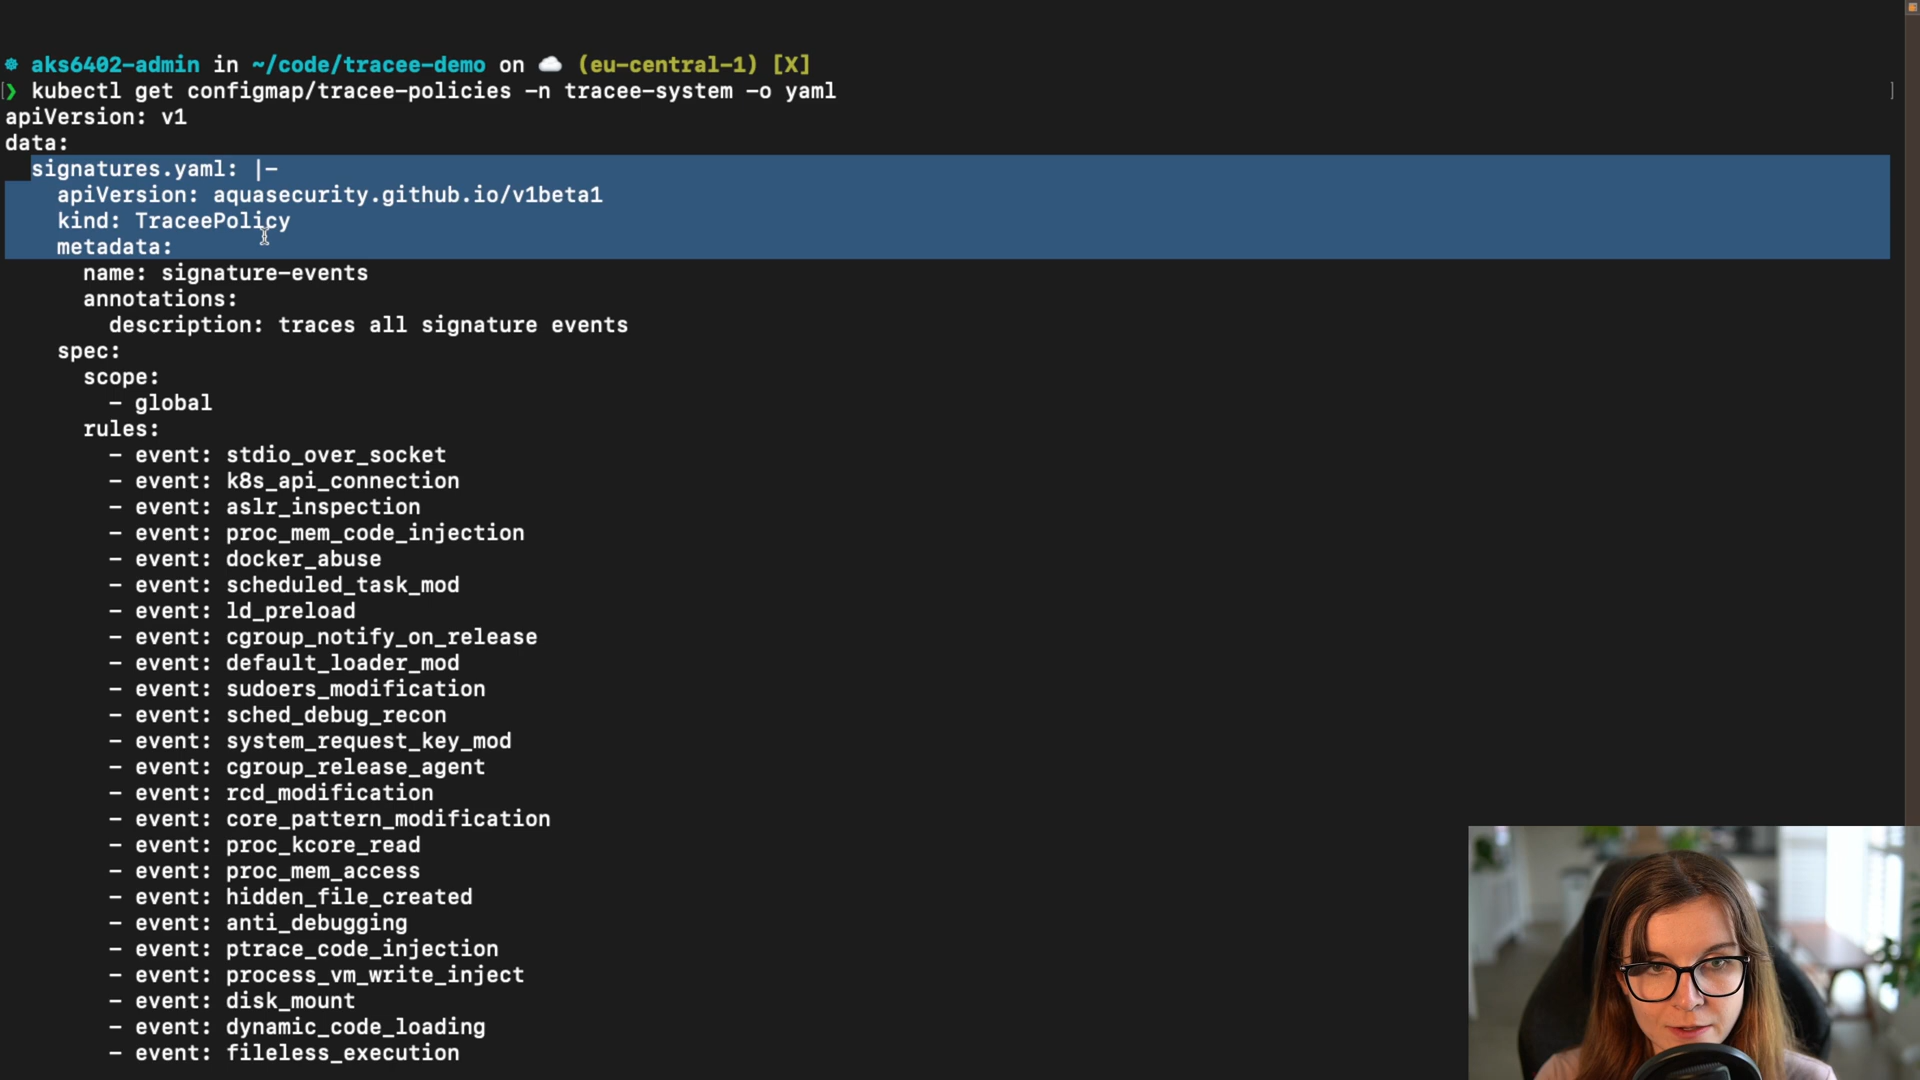 aks6402-admin in ~/code/tracee-demo on ☁️ (eu-central-1) [X]
❯ kubectl get configmap/tracee-policies -n tracee-system -o yaml
apiVersion: v1
data:
  signatures.yaml: |-
    apiVersion: aquasecurity.github.io/v1beta1
    kind: TraceePolicy
    metadata:
      name: signature-events
      annotations:
        description: traces all signature events
    spec:
      scope:
        - global
      rules:
        - event: stdio_over_socket
        - event: k8s_api_connection
        - event: aslr_inspection
        - event: proc_mem_code_injection
        - event: docker_abuse
        - event: scheduled_task_mod
        - event: ld_preload
        - event: cgroup_notify_on_release
        - event: default_loader_mod
        - event: sudoers_modification
        - event: sched_debug_recon
        - event: system_request_key_mod
        - event: cgroup_release_agent
        - event: rcd_modification
        - event: core_pattern_modification
        - event: proc_kcore_read
        - event: proc_mem_access
        - event: hidden_file_created
        - event: anti_debugging
        - event: ptrace_code_injection
        - event: process_vm_write_inject
        - event: disk_mount
        - event: dynamic_code_loading
        - event: fileless_execution